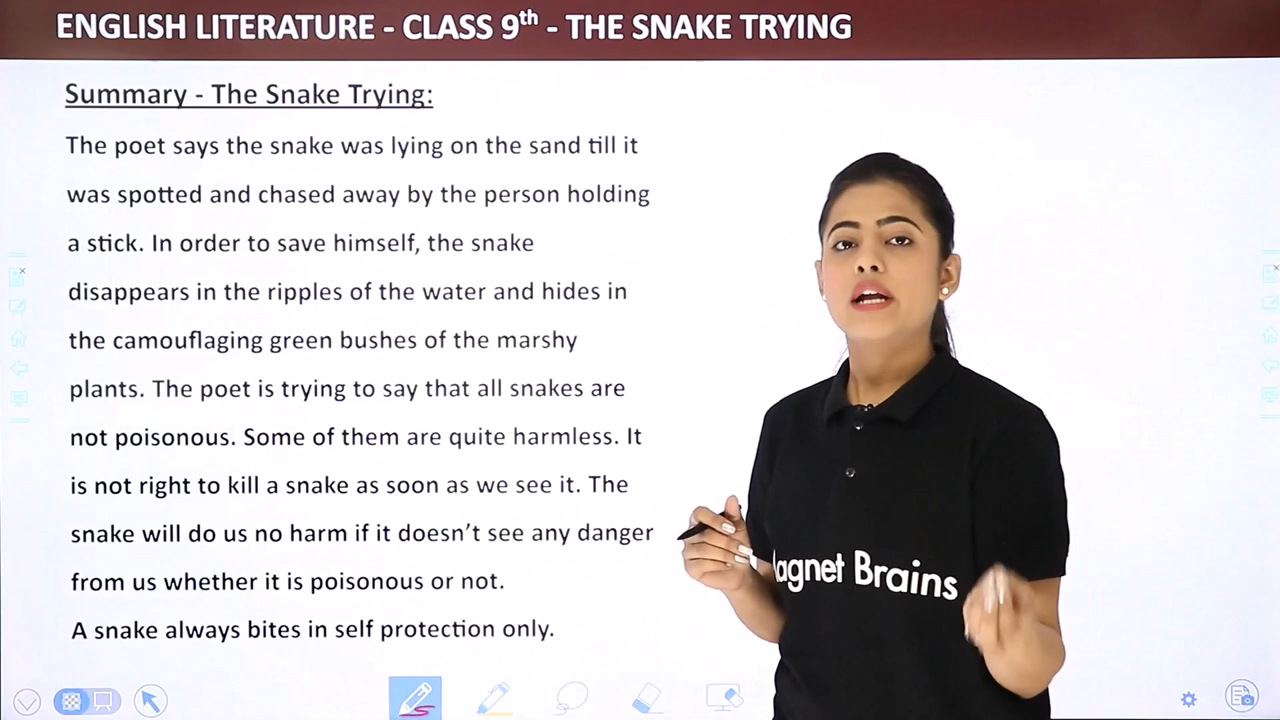 ENGLISH LITERATURE - CLASS 9th - THE SNAKE TRYING
Summary - The Snake Trying:
The poet says the snake was lying on the sand till it
was spotted and chased away by the person holding
a stick. In order to save himself, the snake
disappears in the ripples of the water and hides in
the camouflaging green bushes of the marshy
plants. The poet is trying to say that all snakes are
not poisonous. Some of them are quite harmless. It
is not right to kill a snake as soon as we see it. The
snake will do us no harm if it doesn't see any danger
from us whether it is poisonous or not.
A snake always bites in self protection only.
agnet Brains